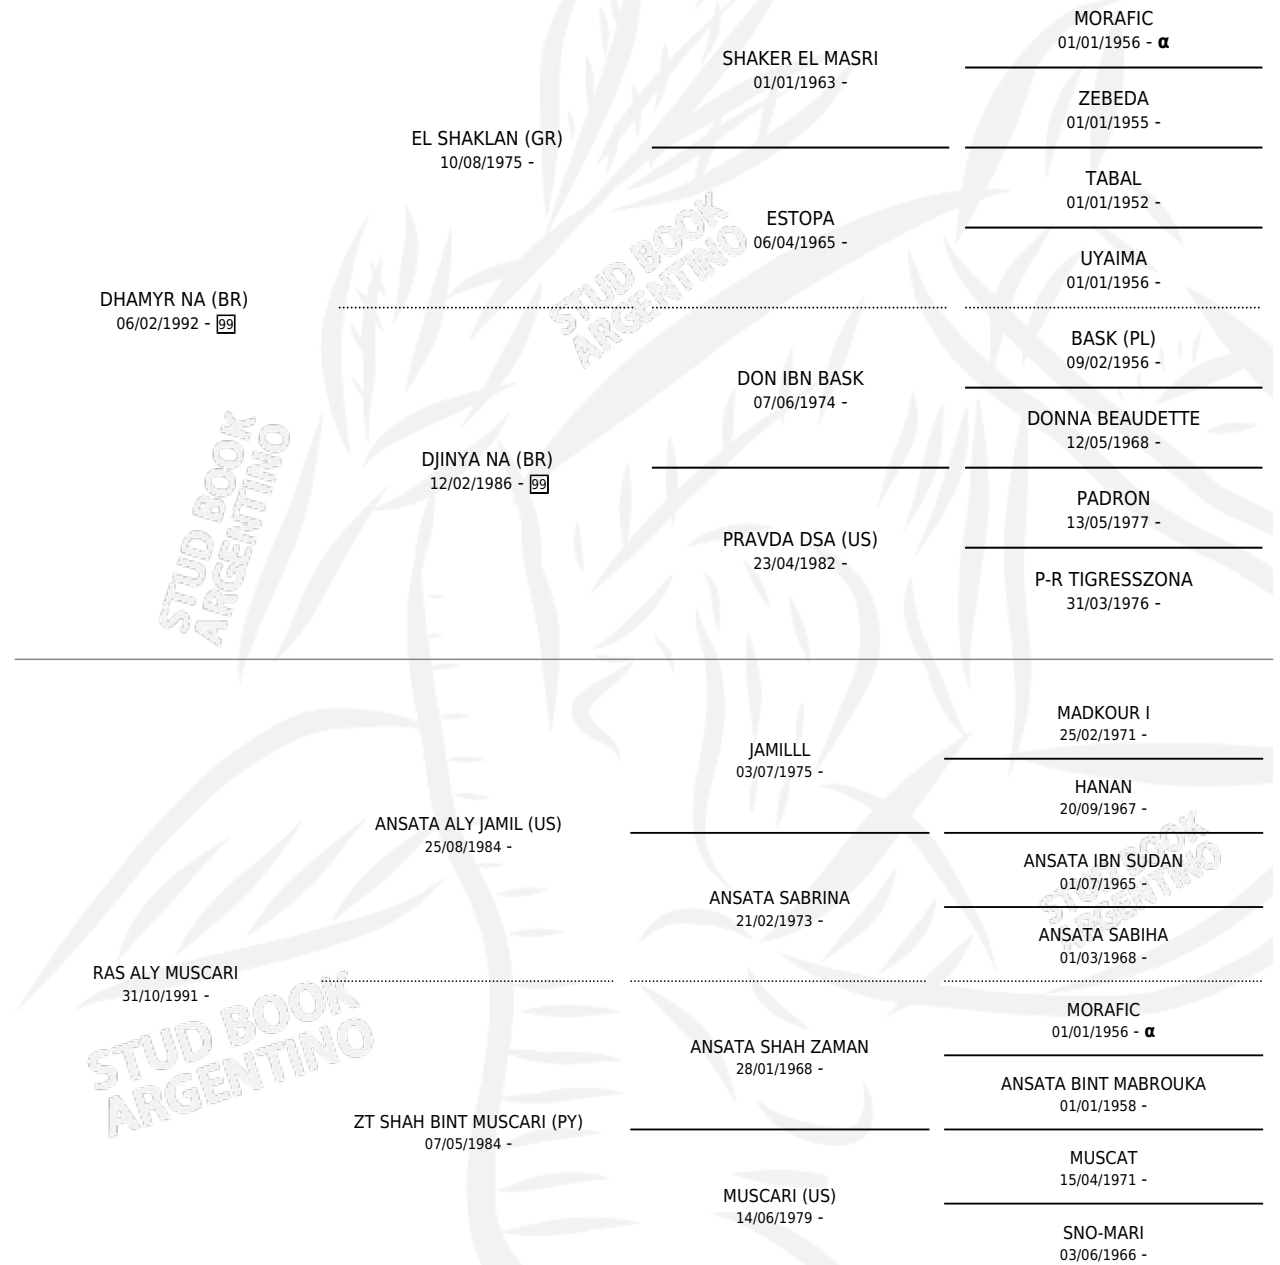 MORAFIC
01/01/1956 - α
SHAKER EL MASRI
01/01/1963 -
ZEBEDA
01/01/1955 -
EL SHAKLAN (GR)
10/08/1975 -
TABAL
01/01/1952 -
ESTOPA
06/04/1965 -
UYAIMA
01/01/1956 -
DHAMYR NA (BR)
06/02/1992 - 99
BASK (PL)
09/02/1956 -
DON IBN BASK
07/06/1974 -
DONNA BEAUDETTE
12/05/1968 -
DJINYA NA (BR)
12/02/1986 - 99
PADRON
13/05/1977 -
PRAVDA DSA (US)
23/04/1982 -
P-R TIGRESSZONA
31/03/1976 -
MADKOUR I
25/02/1971 -
JAMILLL
03/07/1975 -
HANAN
20/09/1967 -
ANSATA ALY JAMIL (US)
25/08/1984 -
ANSATA IBN SUDAN
01/07/1965 -
ANSATA SABRINA
21/02/1973 -
ANSATA SABIHA
01/03/1968 -
RAS ALY MUSCARI
31/10/1991 -
MORAFIC
01/01/1956 - α
ANSATA SHAH ZAMAN
28/01/1968 -
ANSATA BINT MABROUKA
01/01/1958 -
ZT SHAH BINT MUSCARI (PY)
07/05/1984 -
MUSCAT
15/04/1971 -
MUSCARI (US)
14/06/1979 -
SNO-MARI
03/06/1966 -
STUD BOOK
ARGENTINO
STUD BOOK
ARGENTINO
STUD BOOK
ARGENTINO
STUD BOOK
ARGENTINO